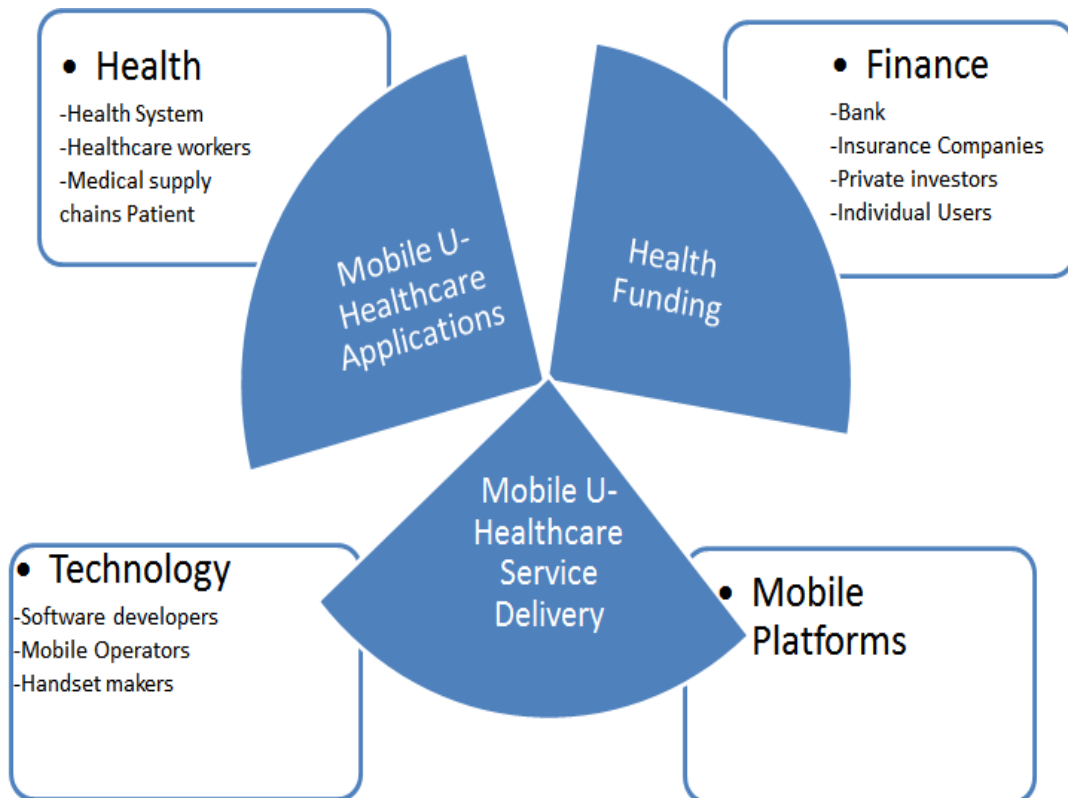 • Health
-Health System
-Healthcare workers
-Medical supply
chains Patient
• Finance
-Bank
-Insurance Companies
-Private investors
-Individual Users
Mobile U-
Healthcare
Applications
Health
Funding
Mobile U-
Healthcare
Service
Delivery
• Technology
-Software developers
-Mobile Operators
-Handset makers
• Mobile
Platforms